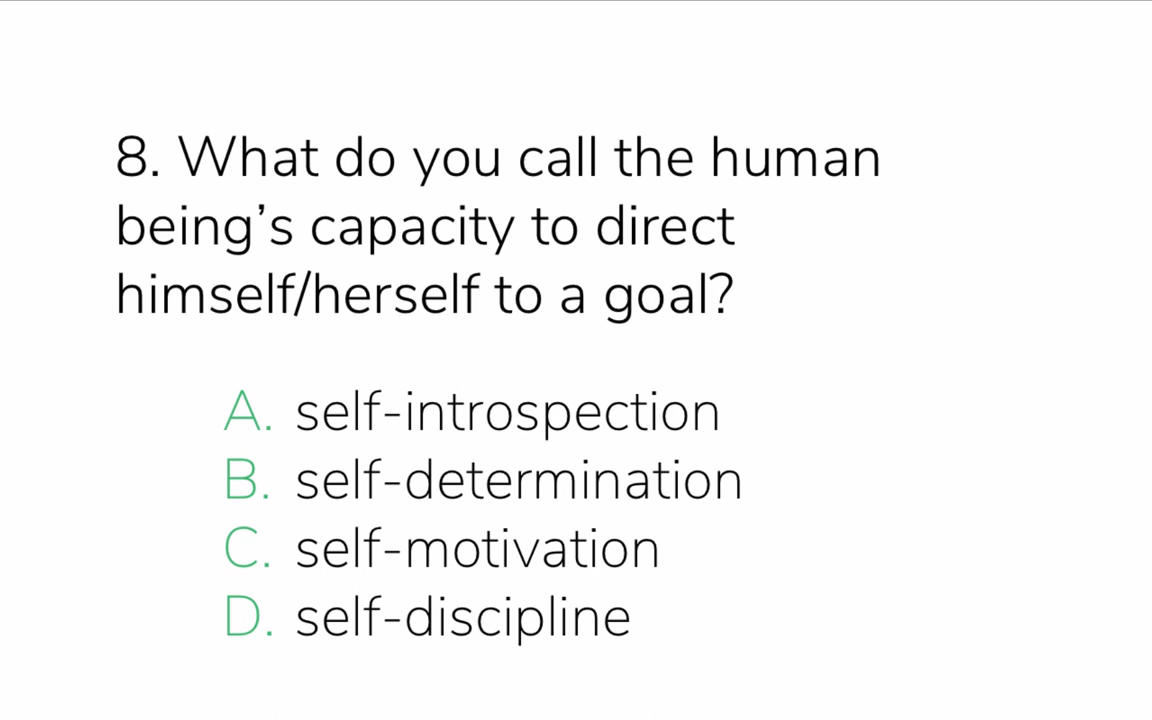 8. What do you call the human
being’s capacity to direct
himself/herself to a goal?
A. self-introspection
B. self-determination
C. self-motivation
D. self-discipline